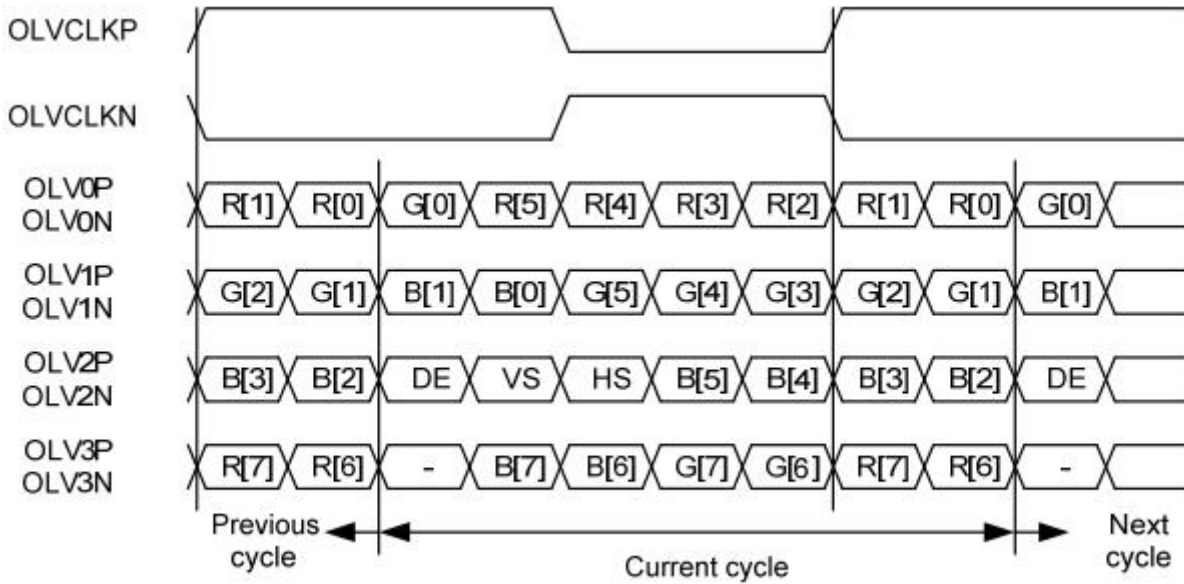 OLVCLKP
OLVCLKN
OLV0P
OLV0N
R[1] R[0] G[0] R[5] R[4] R[3] R[2] R[1] R[0] G[0]
OLV1P
OLV1N
G[2] G[1] B[1] B[0] G[5] G[4] G[3] G[2] G[1] B[1]
OLV2P
OLV2N
B[3] B[2] DE VS HS B[5] B[4] B[3] B[2] DE
OLV3P
OLV3N
R[7] R[6] - B[7] B[6] G[7] G[6] R[7] R[6] -
Previous
cycle
Current cycle
Next
cycle